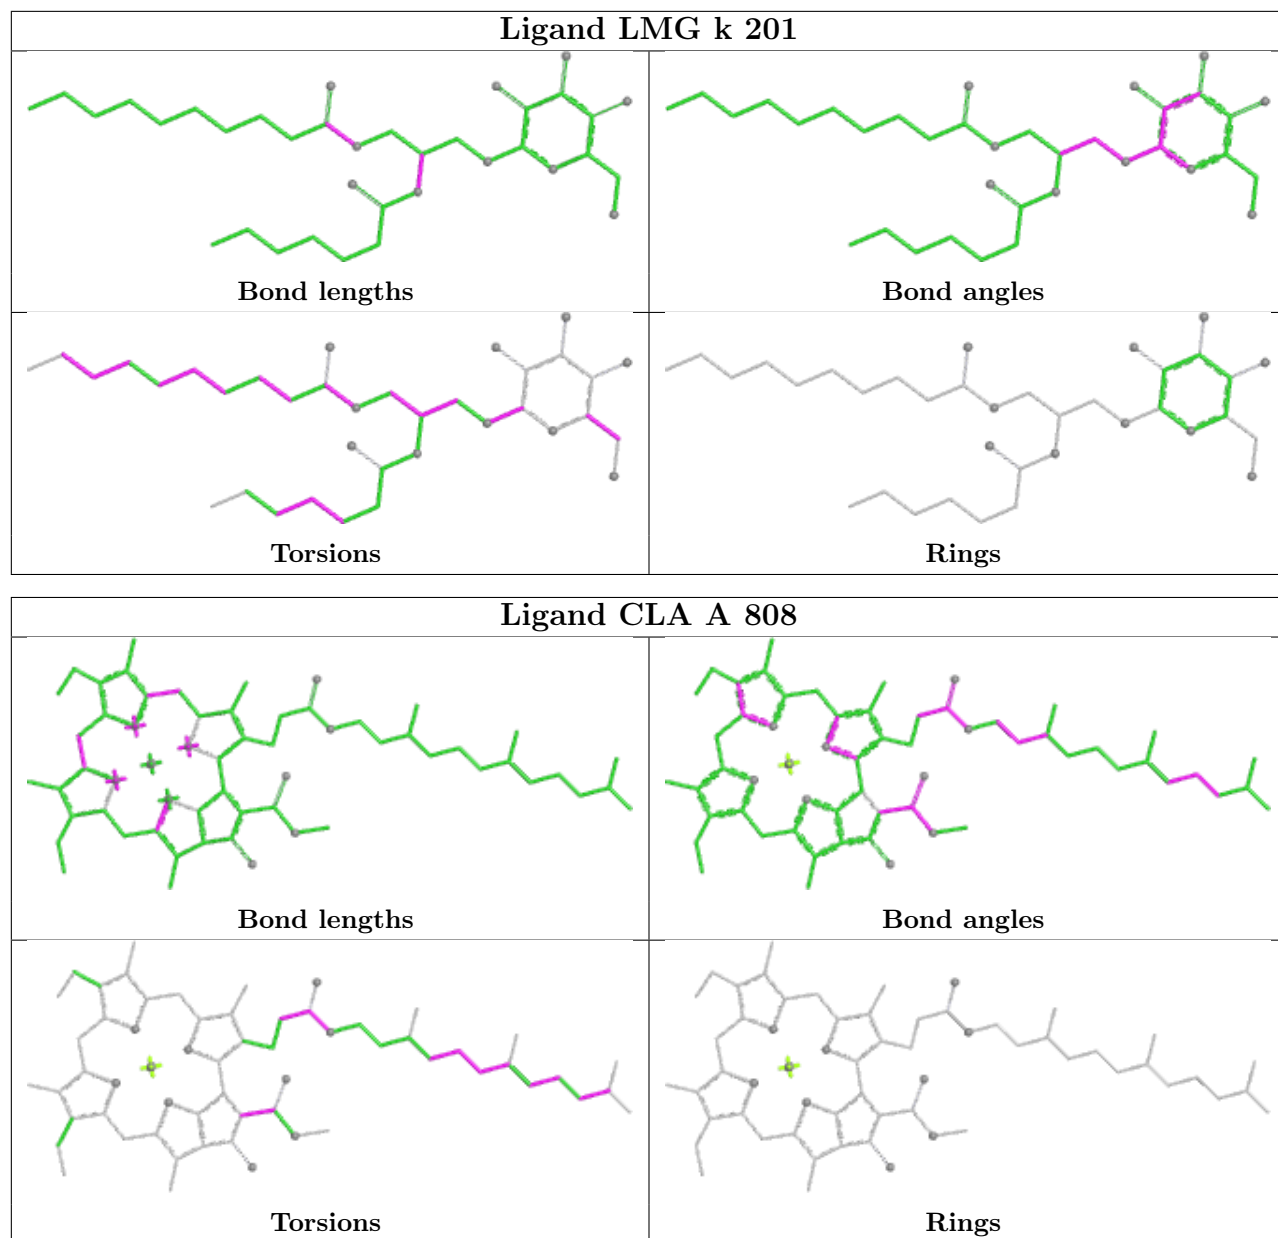 Ligand LMG k 201
Bond lengths
Bond angles
Torsions
Rings
Ligand CLA A 808
Bond lengths
Bond angles
Torsions
Rings